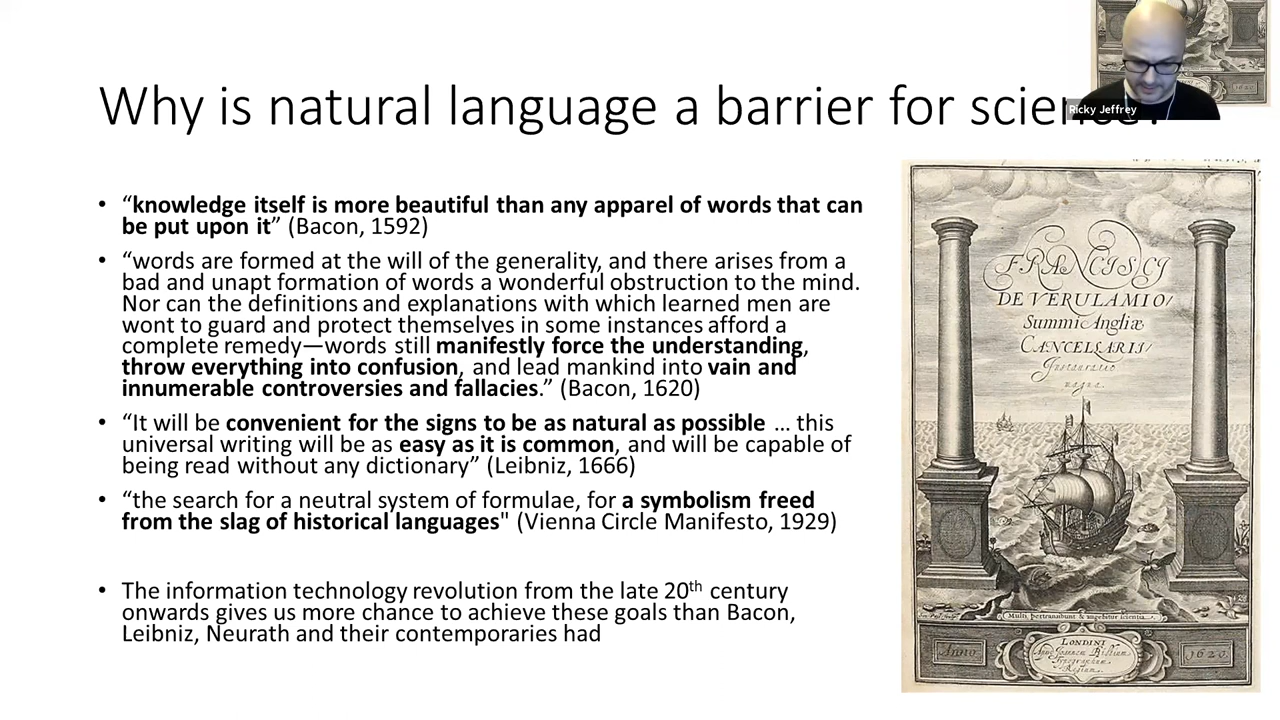 Why is natural language a barrier for science?
Ricky Jeffrey
• “knowledge itself is more beautiful than any apparel of words that can
be put upon it” (Bacon, 1592)
• “words are formed at the will of the generality, and there arises from a
bad and unapt formation of words a wonderful obstruction to the mind.
Nor can the definitions and explanations with which learned men are
wont to guard and protect themselves in some instances afford a
complete remedy—words still manifestly force the understanding,
throw everything into confusion, and lead mankind into vain and
innumerable controversies and fallacies.” (Bacon, 1620)
• “It will be convenient for the signs to be as natural as possible … this
universal writing will be as easy as it is common, and will be capable of
being read without any dictionary” (Leibniz, 1666)
• “the search for a neutral system of formulae, for a symbolism freed
from the slag of historical languages" (Vienna Circle Manifesto, 1929)
• The information technology revolution from the late 20th century
onwards gives us more chance to achieve these goals than Bacon,
Leibniz, Neurath and their contemporaries had
FRANCISCI
DE VERULAMIO/
Summi Angliæ
CANCELLARIJ/
Instauratio
magna.
Multi pertransibunt & augebitur scientia.
LONDINI
Anno
1620